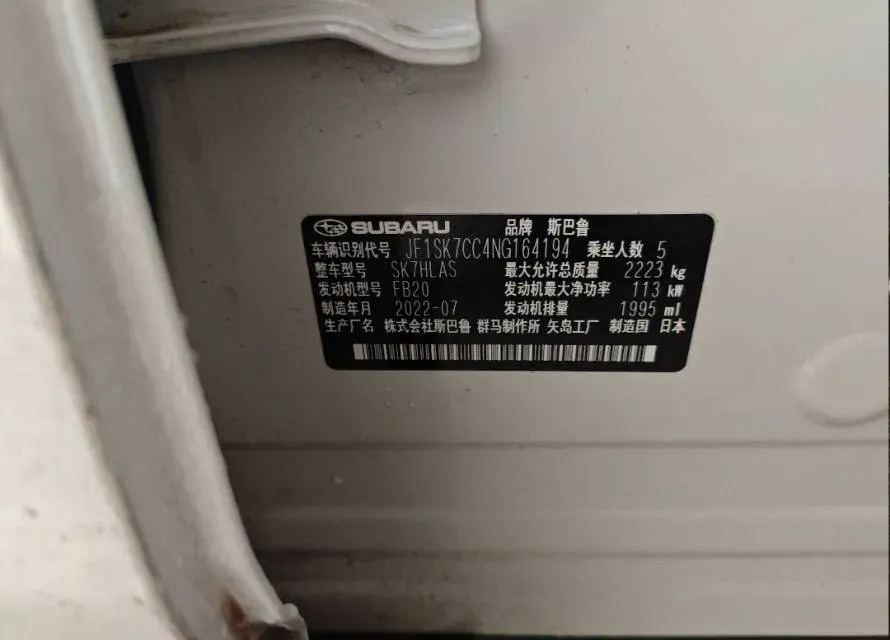 SUBARU 品牌 斯巴鲁
车辆识别代号 JF1SK7CC4NG164194 乘坐人数 5
整车型号 SK7HLAS 最大允许总质量 2223 kg
发动机型号 FB20 发动机最大净功率 113 kW
制造年月 2022-07 发动机排量 1995 ml
生产厂名 株式会社斯巴鲁 群马制作所 矢岛工厂 制造国 日本